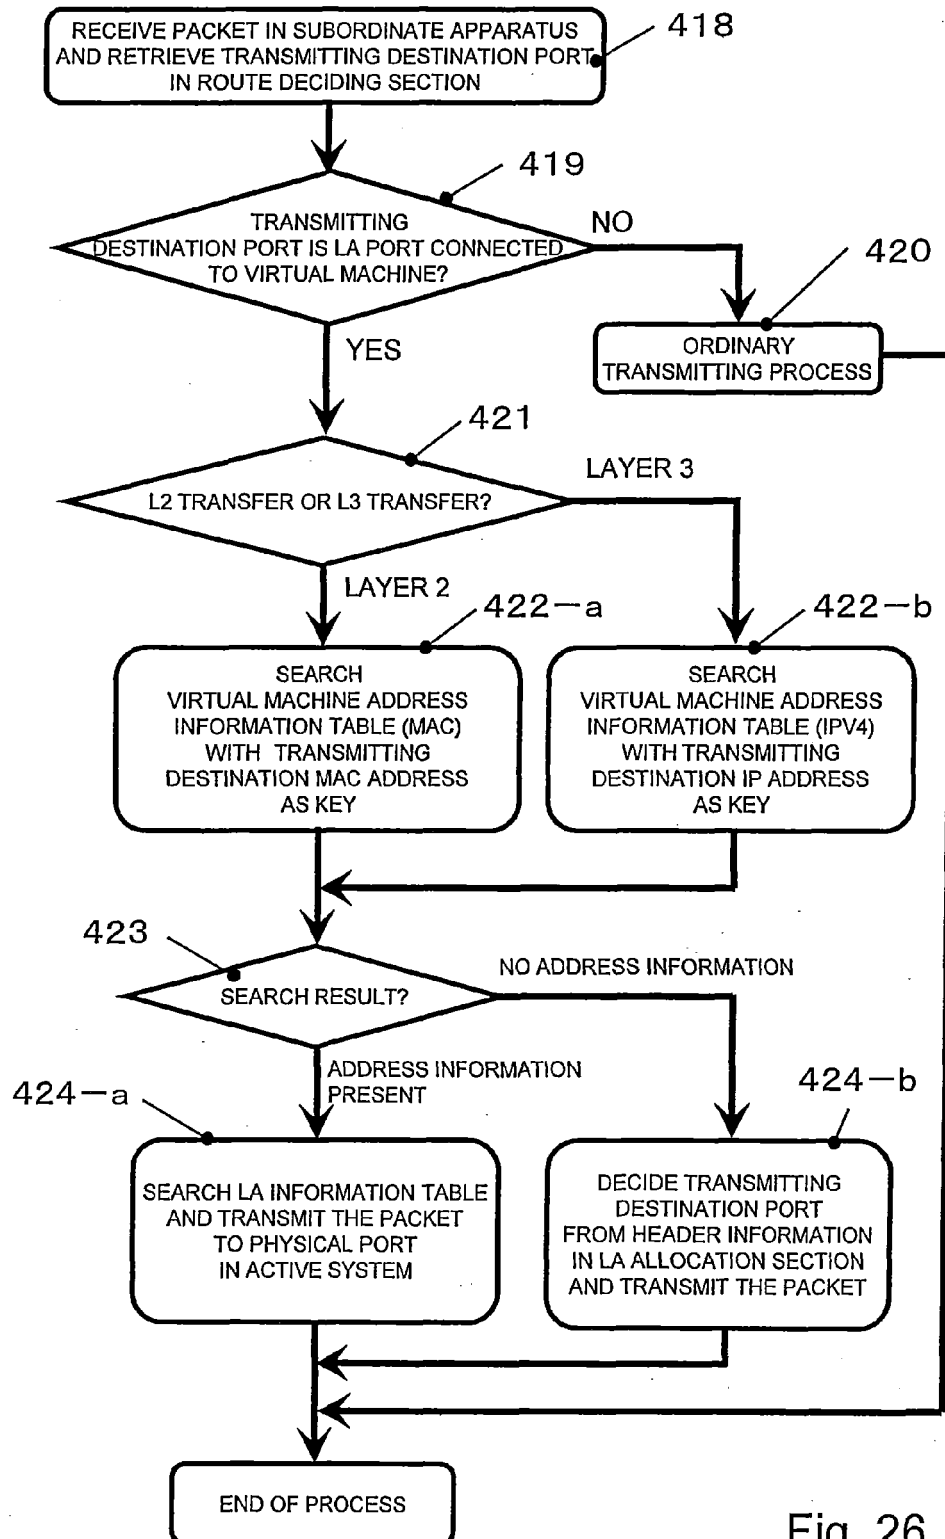 RECEIVE PACKET IN SUBORDINATE APPARATUS
AND RETRIEVE TRANSMITTING DESTINATION PORT
IN ROUTE DECIDING SECTION
418
419
TRANSMITTING
DESTINATION PORT IS LA PORT CONNECTED
TO VIRTUAL MACHINE?
NO
420
ORDINARY
TRANSMITTING PROCESS
YES
421
L2 TRANSFER OR L3 TRANSFER?
LAYER 3
LAYER 2
422-a
422-b
SEARCH
VIRTUAL MACHINE ADDRESS
INFORMATION TABLE (MAC)
WITH TRANSMITTING
DESTINATION MAC ADDRESS
AS KEY
SEARCH
VIRTUAL MACHINE ADDRESS
INFORMATION TABLE (IPV4)
WITH TRANSMITTING
DESTINATION IP ADDRESS
AS KEY
423
SEARCH RESULT?
NO ADDRESS INFORMATION
ADDRESS INFORMATION
PRESENT
424-a
424-b
SEARCH LA INFORMATION TABLE
AND TRANSMIT THE PACKET
TO PHYSICAL PORT
IN ACTIVE SYSTEM
DECIDE TRANSMITTING
DESTINATION PORT
FROM HEADER INFORMATION
IN LA ALLOCATION SECTION
AND TRANSMIT THE PACKET
END OF PROCESS
Fig. 26